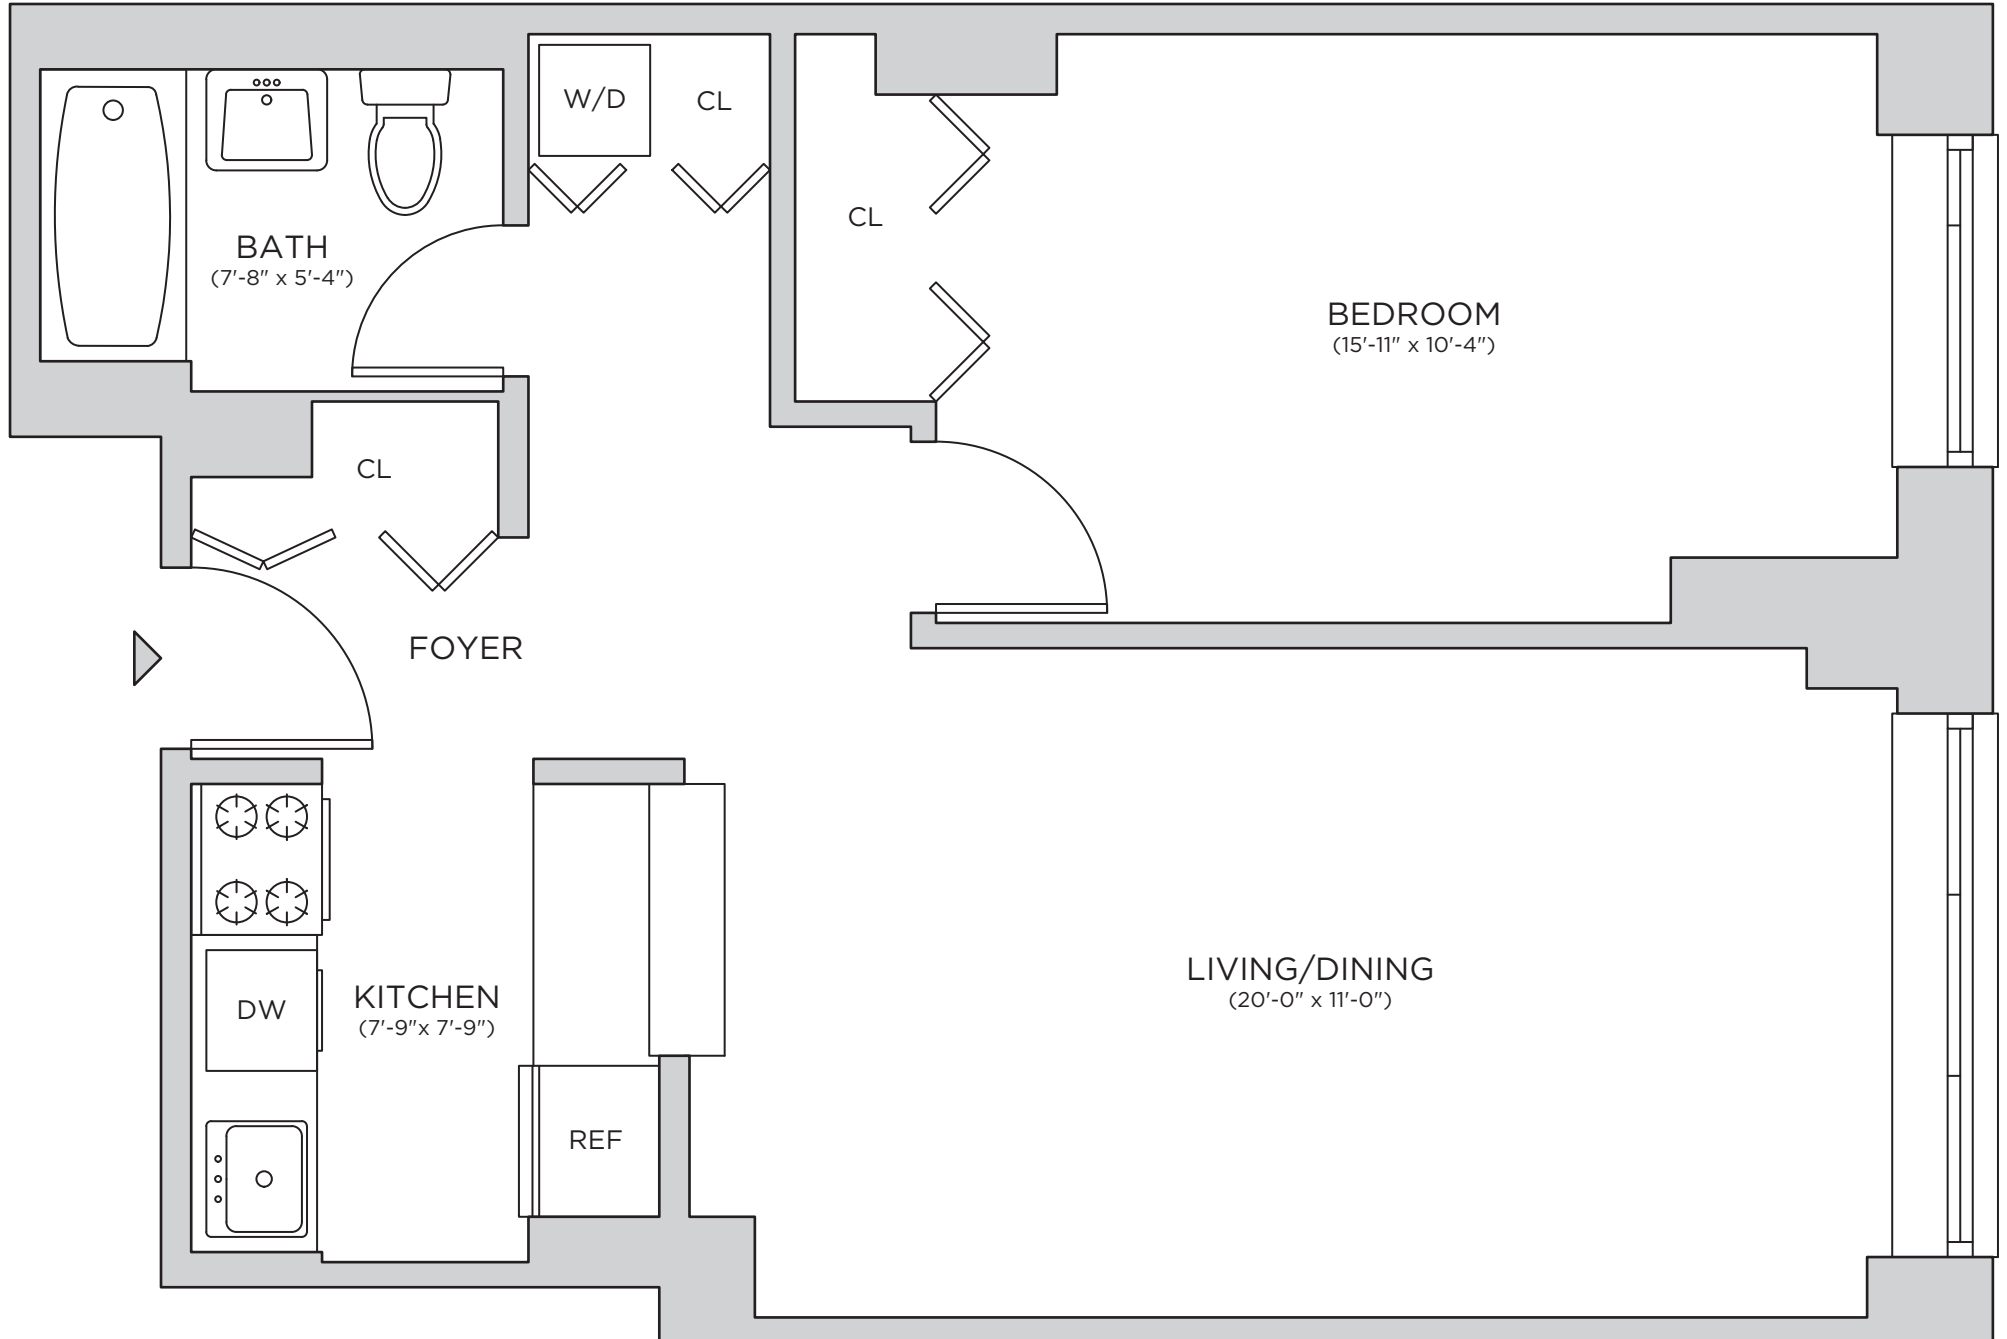 W/D
CL
BATH
(7'-8" x 5'-4")
CL
BEDROOM
(15'-11" x 10'-4")
CL
FOYER
LIVING/DINING
(20'-0" x 11'-0")
KITCHEN
(7'-9"x 7'-9")
DW
REF